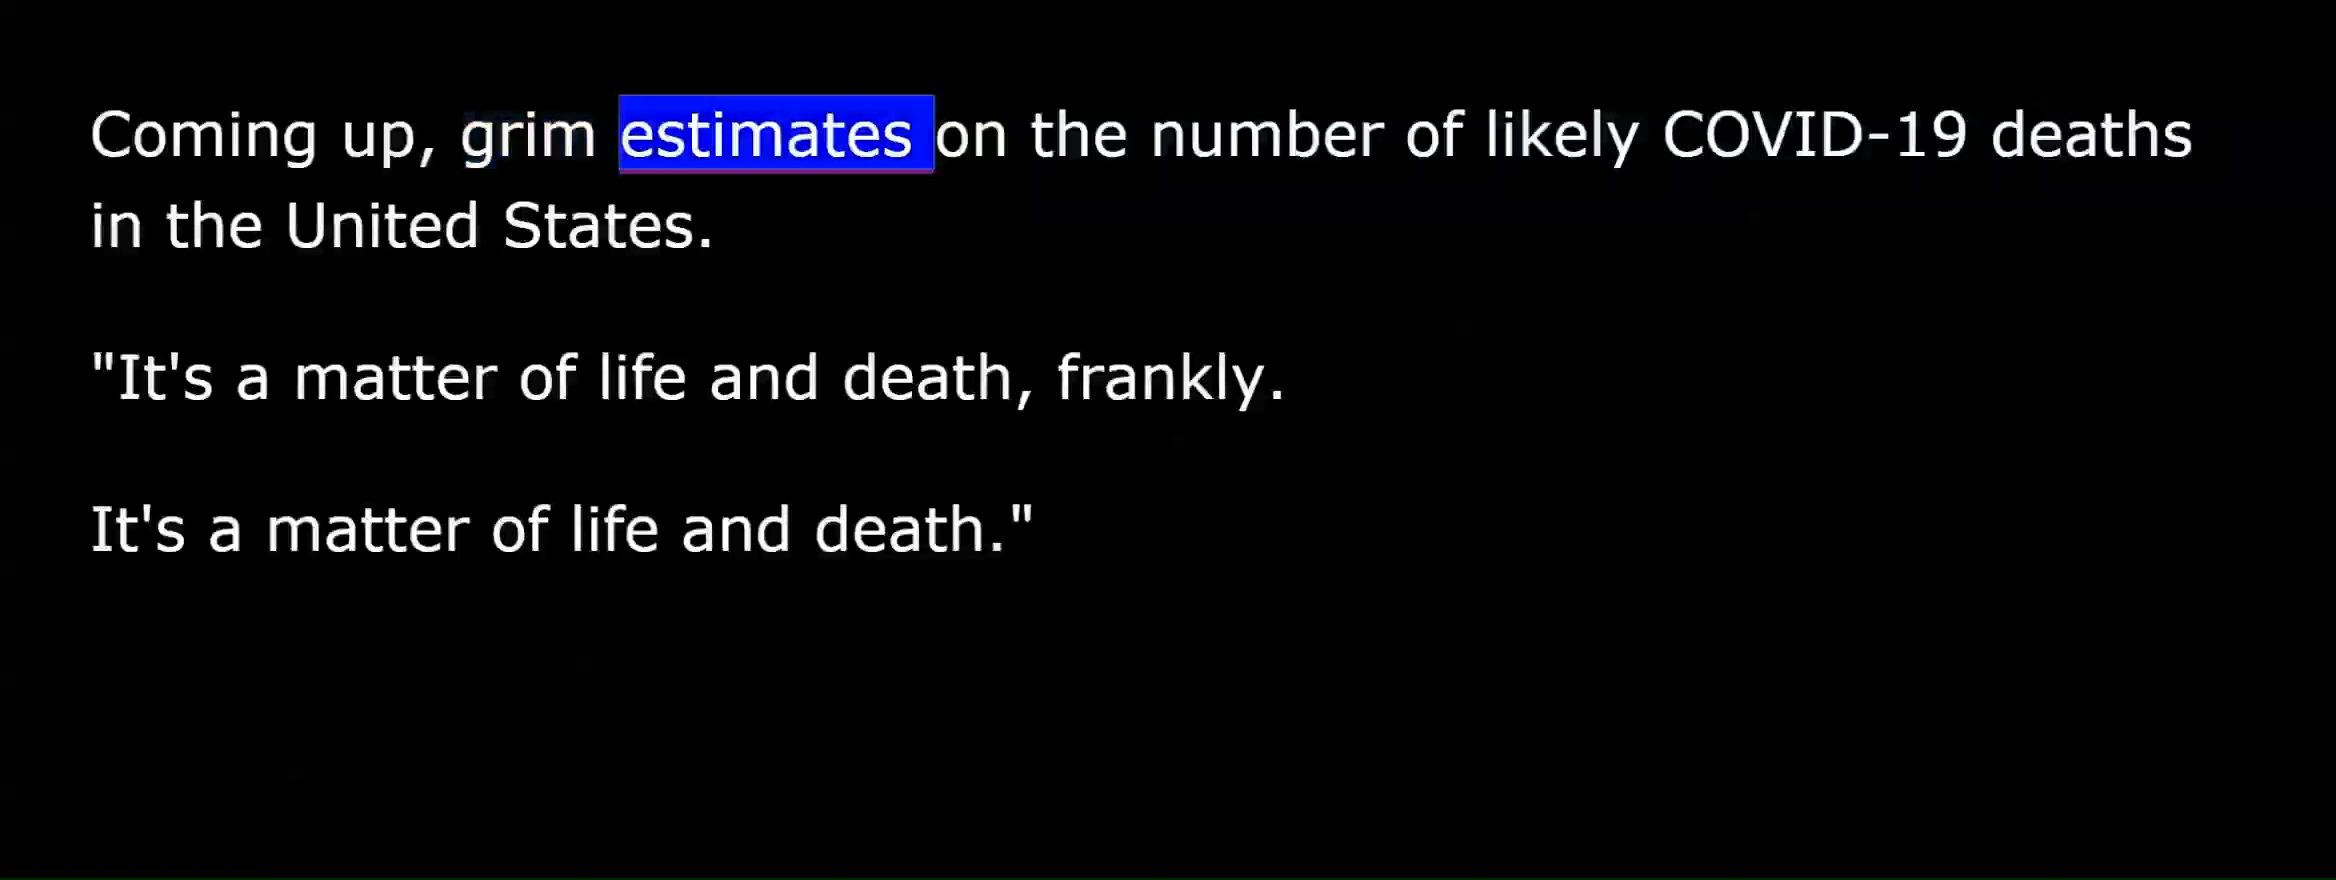 Coming up, grim estimates on the number of likely COVID-19 deaths
in the United States.
"It's a matter of life and death, frankly.
It's a matter of life and death."